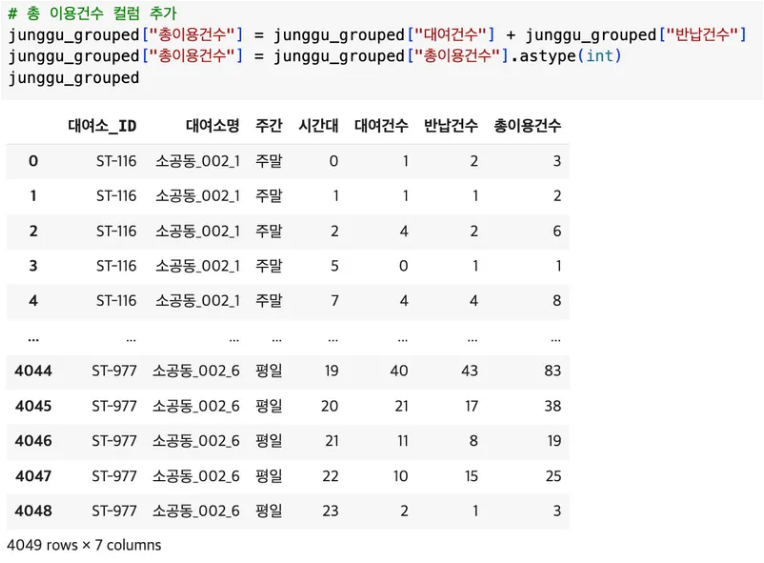 # 총 이용건수 컬럼 추가
junggu_grouped["총이용건수"] = junggu_grouped["대여건수"] + junggu_grouped["반납건수"]
junggu_grouped["총이용건수"] = junggu_grouped["총이용건수"].astype(int)
junggu_grouped
대여소_ID 대여소명 주간 시간대 대여건수 반납건수 총이용건수
0 ST-116 소공동_002_1 주말 0 1 2 3
1 ST-116 소공동_002_1 주말 1 1 1 2
2 ST-116 소공동_002_1 주말 2 4 2 6
3 ST-116 소공동_002_1 주말 5 0 1 1
4 ST-116 소공동_002_1 주말 7 4 4 8
... ... ... ... ... ... ... ...
4044 ST-977 소공동_002_6 평일 19 40 43 83
4045 ST-977 소공동_002_6 평일 20 21 17 38
4046 ST-977 소공동_002_6 평일 21 11 8 19
4047 ST-977 소공동_002_6 평일 22 10 15 25
4048 ST-977 소공동_002_6 평일 23 2 1 3
4049 rows × 7 columns